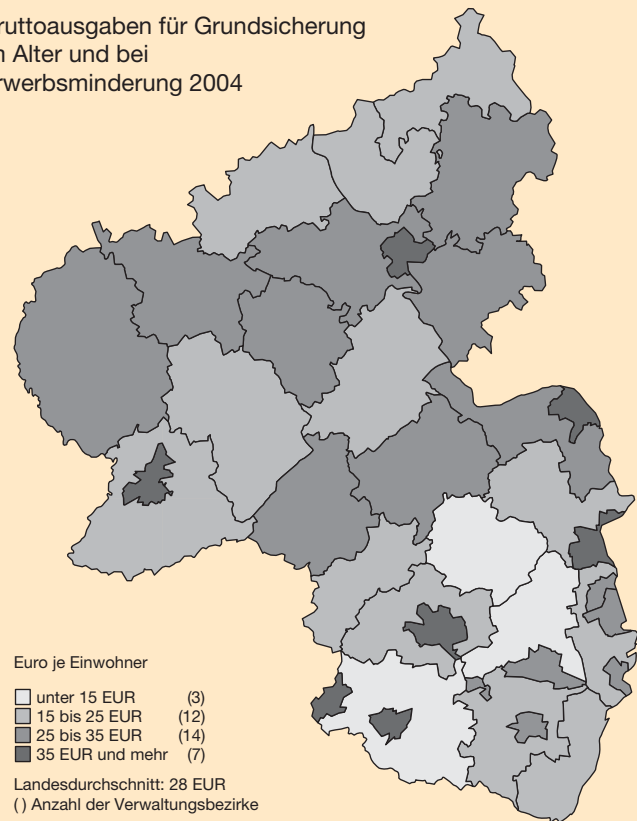 ruttoausgaben für Grundsicherung
Alter und bei
rwerbsminderung 2004
Euro je Einwohner
unter 15 EUR (3)
15 bis 25 EUR (12)
25 bis 35 EUR (14)
35 EUR und mehr (7)
Landesdurchschnitt: 28 EUR
( ) Anzahl der Verwaltungsbezirke